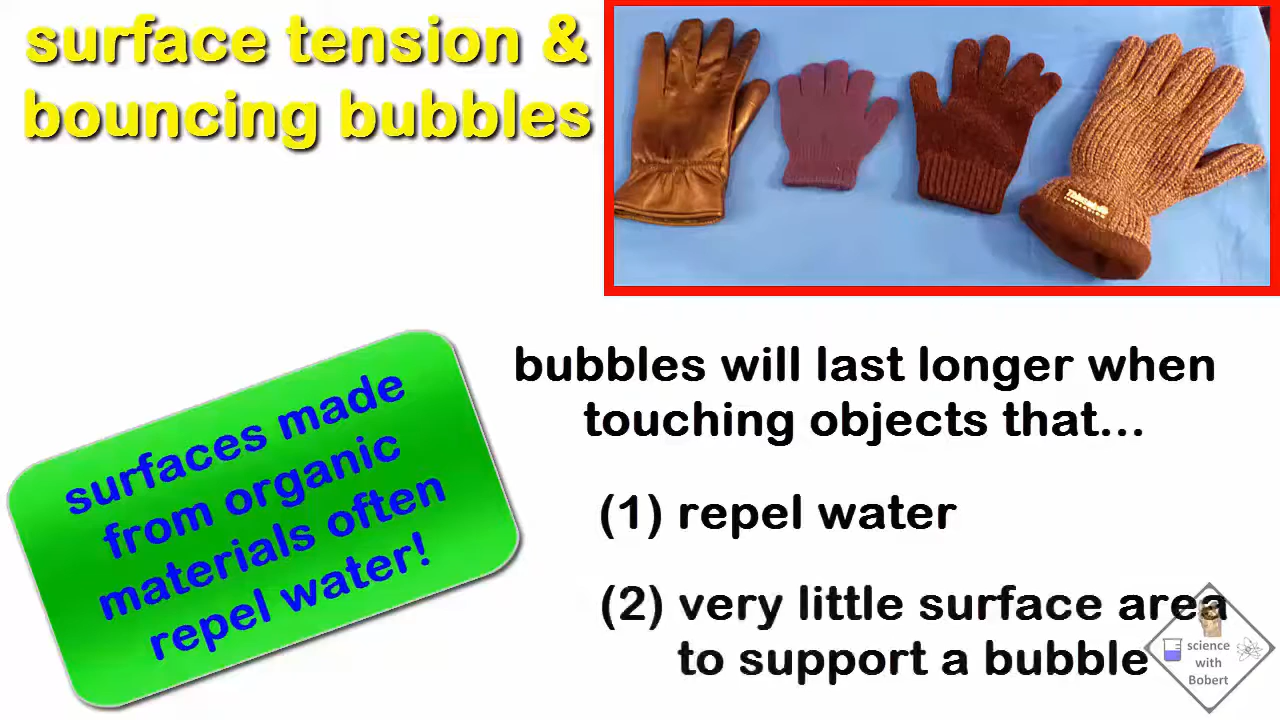 surface tension &
bouncing bubbles
bubbles will last longer when
touching objects that...
(1) repel water
(2) very little surface area
to support a bubble
surfaces made
from organic
materials often
repel water!
science
with
Bobert